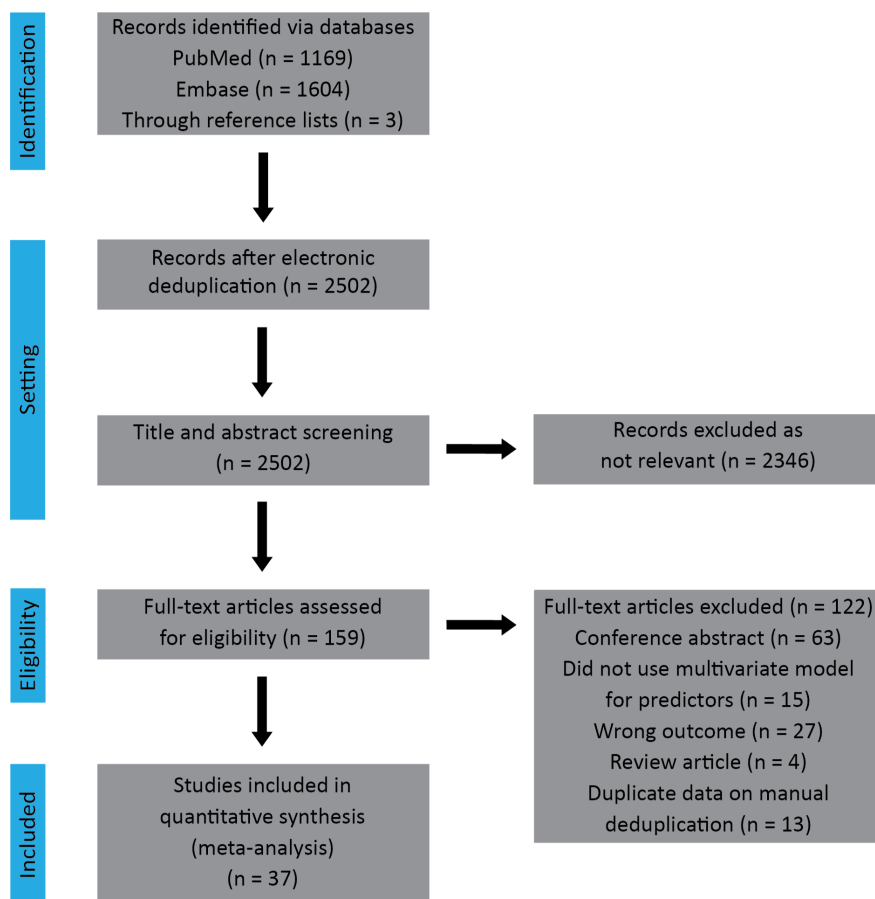 Identification
Records identified via databases
PubMed (n = 1169)
Embase (n = 1604)
Through reference lists (n = 3)
Setting
Records after electronic
deduplication (n = 2502)
Title and abstract screening
(n = 2502)
Records excluded as
not relevant (n = 2346)
Eligibility
Full-text articles assessed
for eligibility (n = 159)
Full-text articles excluded (n = 122)
Conference abstract (n = 63)
Did not use multivariate model
for predictors (n = 15)
Wrong outcome (n = 27)
Review article (n = 4)
Duplicate data on manual
deduplication (n = 13)
Included
Studies included in
quantitative synthesis
(meta-analysis)
(n = 37)